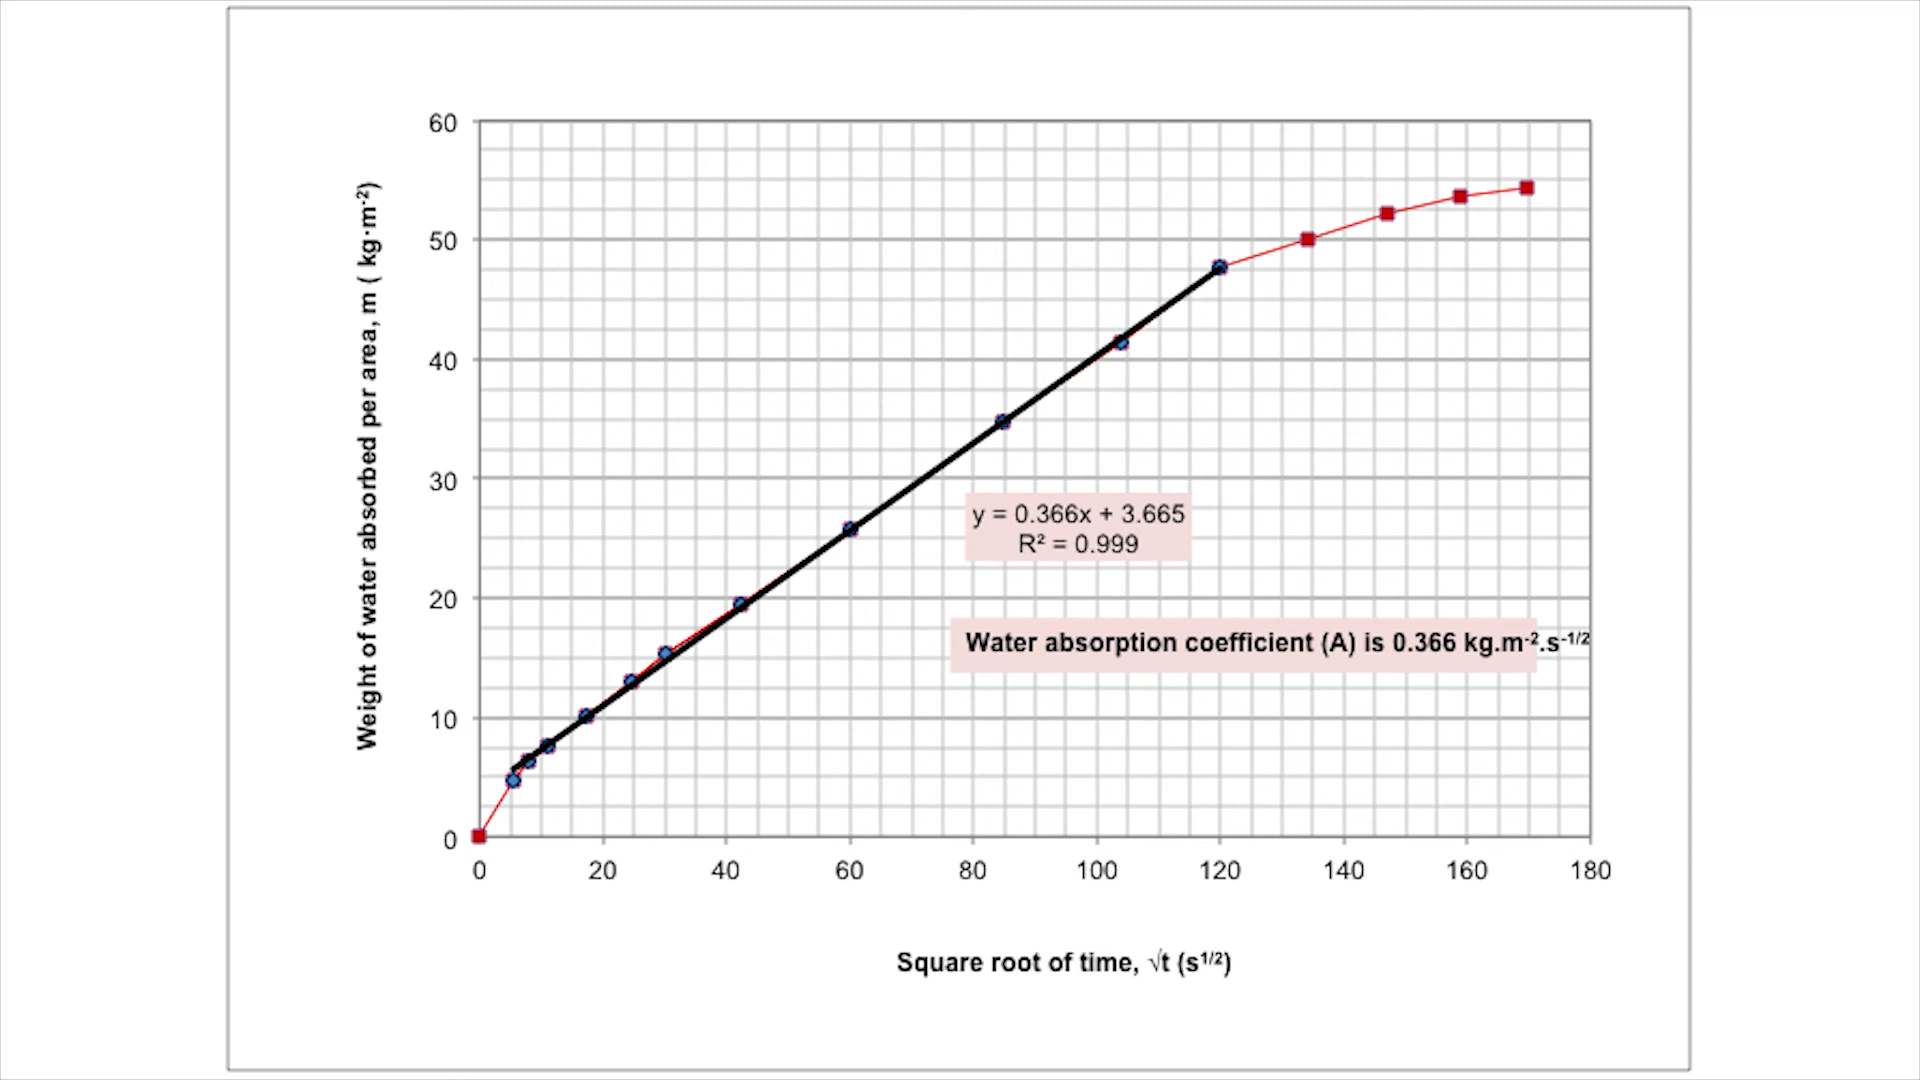 60
50
40
30
20
10
0
0 20 40 60 80 100 120 140 160 180
Weight of water absorbed per area, m ( kg·m-2)
y = 0.366x + 3.665
R² = 0.999
Water absorption coefficient (A) is 0.366 kg.m-2.s-1/2
Square root of time, √t (s1/2)